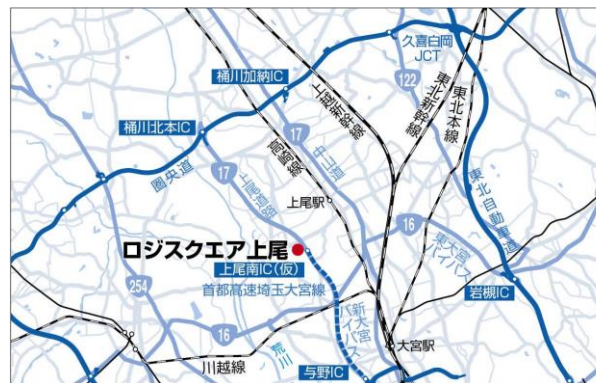 久喜白岡
JCT
122
桶川加納IC
上越新幹線
東北新幹線
東北本線
17
桶川北本IC
高崎線
17
中山道
圏央道
17
上尾道路
上尾駅
東北自動車道
ロジスクエア上尾
16
東大宮
バイパス
上尾南IC(仮)
254
首都高速埼玉大宮線
岩槻IC
新大宮
バイパス
16
荒川
大宮駅
川越線
与野IC